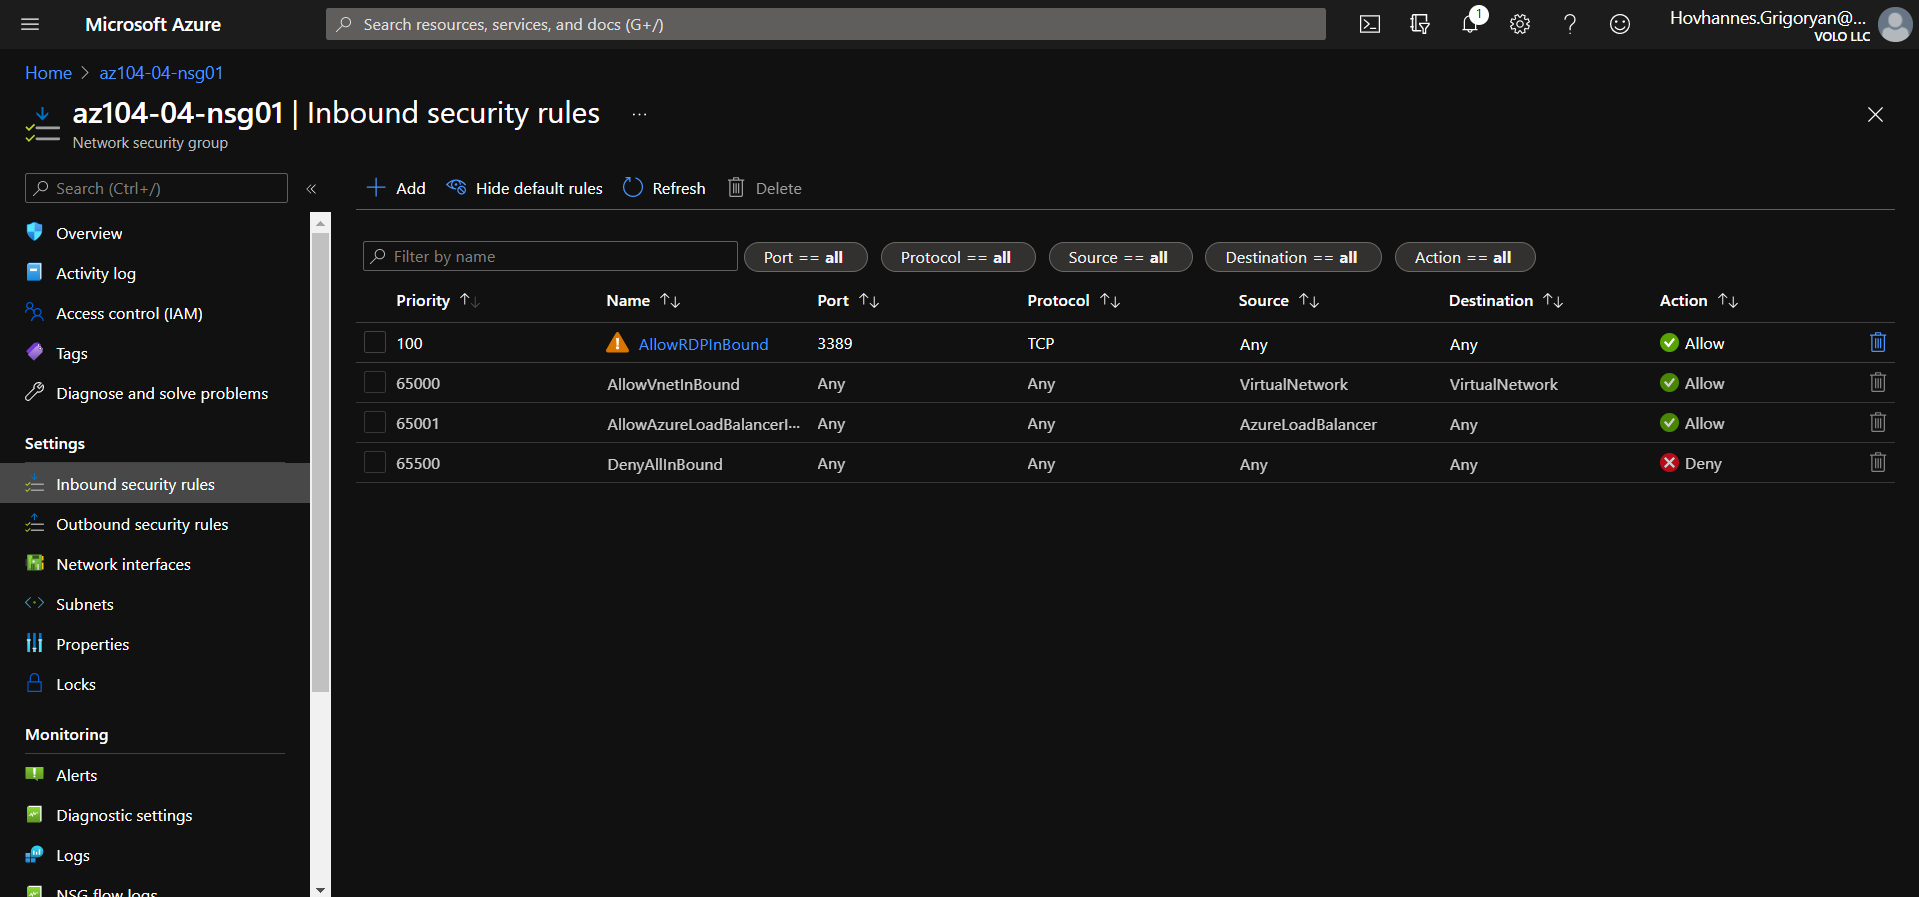 Microsoft Azure
Search resources, services, and docs (G+/)
1
Hovhannes.Grigoryan@...
VOLO LLC
Home > az104-04-nsg01
az104-04-nsg01 | Inbound security rules ...
Network security group
Search (Ctrl+/)
«
Overview
Activity log
Access control (IAM)
Tags
Diagnose and solve problems
Settings
Inbound security rules
Outbound security rules
Network interfaces
Subnets
Properties
Locks
Monitoring
Alerts
Diagnostic settings
Logs
NSG flow logs
Add Hide default rules Refresh Delete
Filter by name Port == all Protocol == all Source == all Destination == all Action == all
Priority Name Port Protocol Source Destination Action
100 AllowRDPInBound 3389 TCP Any Any Allow
65000 AllowVnetInBound Any Any VirtualNetwork VirtualNetwork Allow
65001 AllowAzureLoadBalancerI... Any Any AzureLoadBalancer Any Allow
65500 DenyAllInBound Any Any Any Any Deny